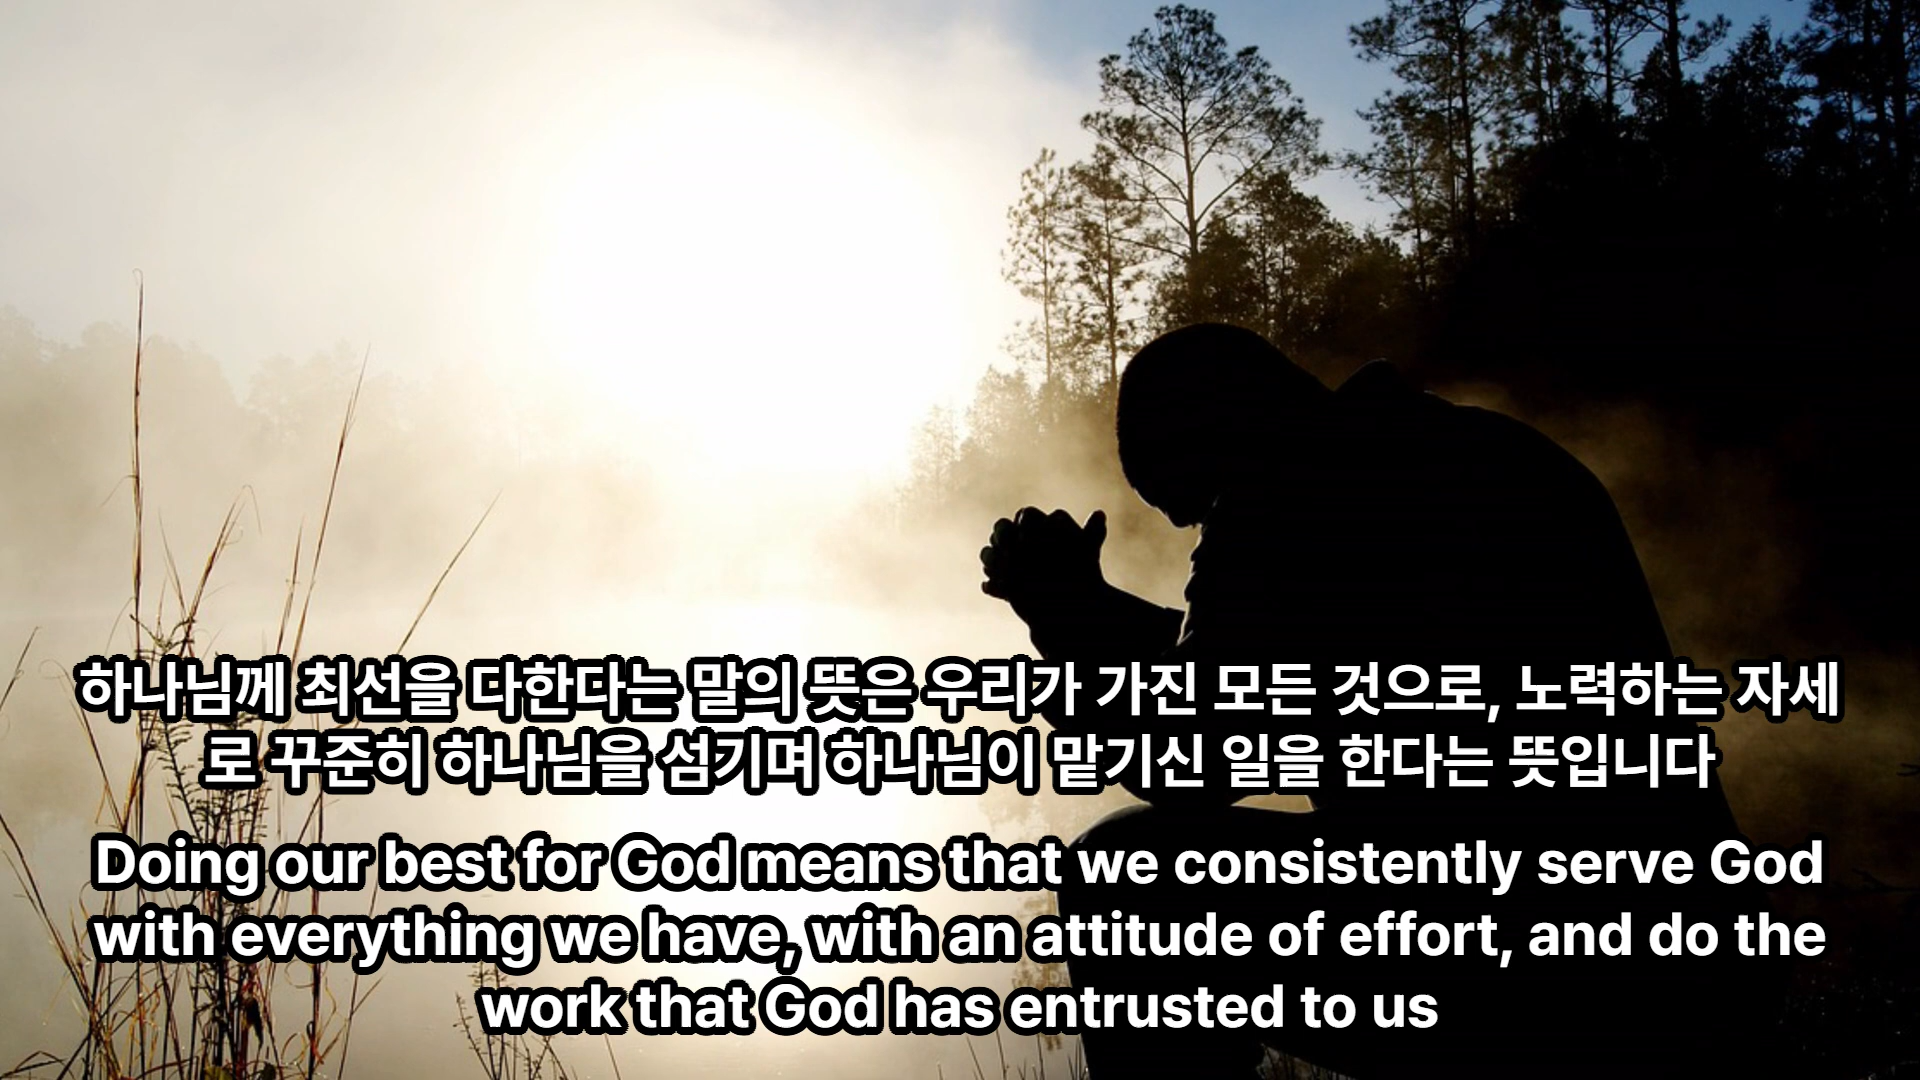 하나님께 최선을 다한다는 말의 뜻은 우리가 가진 모든 것으로, 노력하는 자세
로 꾸준히 하나님을 섬기며 하나님이 맡기신 일을 한다는 뜻입니다
Doing our best for God means that we consistently serve God
with everything we have, with an attitude of effort, and do the
work that God has entrusted to us